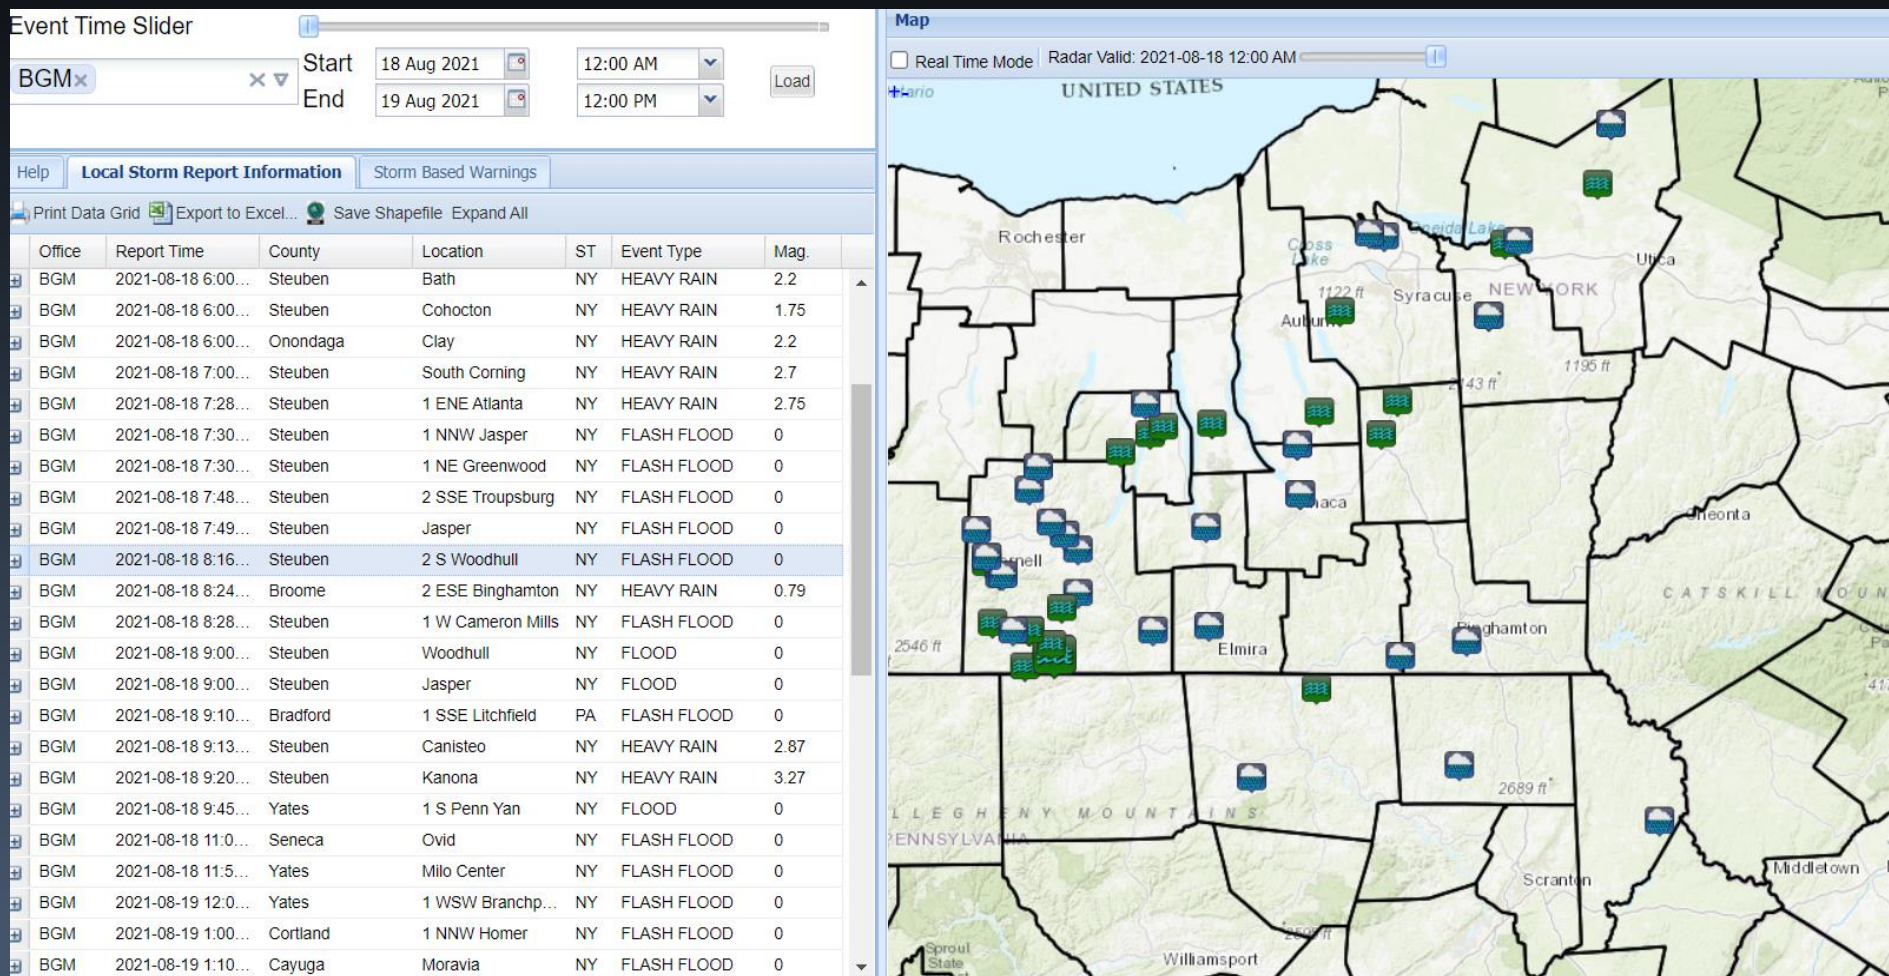 Event Time Slider
BGM
Start 18 Aug 2021 12:00 AM
End 19 Aug 2021 12:00 PM
Load
Help Local Storm Report Information Storm Based Warnings
Print Data Grid Export to Excel... Save Shapefile Expand All
Office Report Time County Location ST Event Type Mag.
BGM 2021-08-18 6:00... Steuben Bath NY HEAVY RAIN 2.2
BGM 2021-08-18 6:00... Steuben Cohocton NY HEAVY RAIN 1.75
BGM 2021-08-18 6:00... Onondaga Clay NY HEAVY RAIN 2.2
BGM 2021-08-18 7:00... Steuben South Corning NY HEAVY RAIN 2.7
BGM 2021-08-18 7:28... Steuben 1 ENE Atlanta NY HEAVY RAIN 2.75
BGM 2021-08-18 7:30... Steuben 1 NNW Jasper NY FLASH FLOOD 0
BGM 2021-08-18 7:30... Steuben 1 NE Greenwood NY FLASH FLOOD 0
BGM 2021-08-18 7:48... Steuben 2 SSE Troupsburg NY FLASH FLOOD 0
BGM 2021-08-18 7:49... Steuben Jasper NY FLASH FLOOD 0
BGM 2021-08-18 8:16... Steuben 2 S Woodhull NY FLASH FLOOD 0
BGM 2021-08-18 8:24... Broome 2 ESE Binghamton NY HEAVY RAIN 0.79
BGM 2021-08-18 8:28... Steuben 1 W Cameron Mills NY FLASH FLOOD 0
BGM 2021-08-18 9:00... Steuben Woodhull NY FLOOD 0
BGM 2021-08-18 9:00... Steuben Jasper NY FLOOD 0
BGM 2021-08-18 9:10... Bradford 1 SSE Litchfield PA FLASH FLOOD 0
BGM 2021-08-18 9:13... Steuben Canisteo NY HEAVY RAIN 2.87
BGM 2021-08-18 9:20... Steuben Kanona NY HEAVY RAIN 3.27
BGM 2021-08-18 9:45... Yates 1 S Penn Yan NY FLOOD 0
BGM 2021-08-18 11:0... Seneca Ovid NY FLASH FLOOD 0
BGM 2021-08-18 11:5... Yates Milo Center NY FLASH FLOOD 0
BGM 2021-08-19 12:0... Yates 1 WSW Branchp... NY FLASH FLOOD 0
BGM 2021-08-19 1:00... Cortland 1 NNW Homer NY FLASH FLOOD 0
BGM 2021-08-19 1:10... Cayuga Moravia NY FLASH FLOOD 0
Map
Real Time Mode Radar Valid: 2021-08-18 12:00 AM
UNITED STATES
Rochester
Oneida Lake
Cross
Lake
Utica
1122 ft
Syracuse
NEW YORK
Auburn
1195 ft
2143 ft
Oneonta
CATSKILL
2546 ft
Elmira
Binghamton
2689 ft
MOUNTAINS
PENNSYLVANIA
Middletown
Scranton
Sproul
State
Williamsport